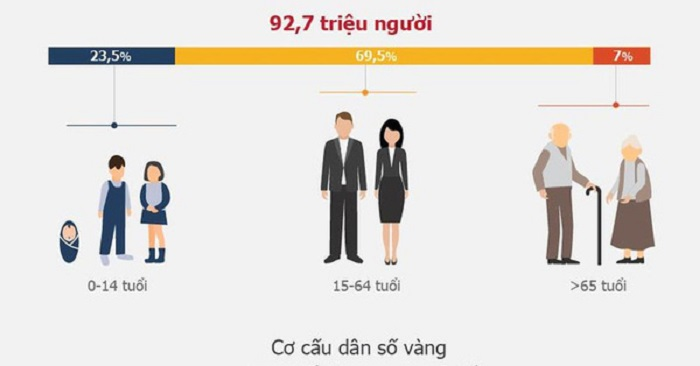 92,7 triệu người
23,5% 69,5% 7%
0-14 tuổi 15-64 tuổi >65 tuổi
Cơ cấu dân số vàng